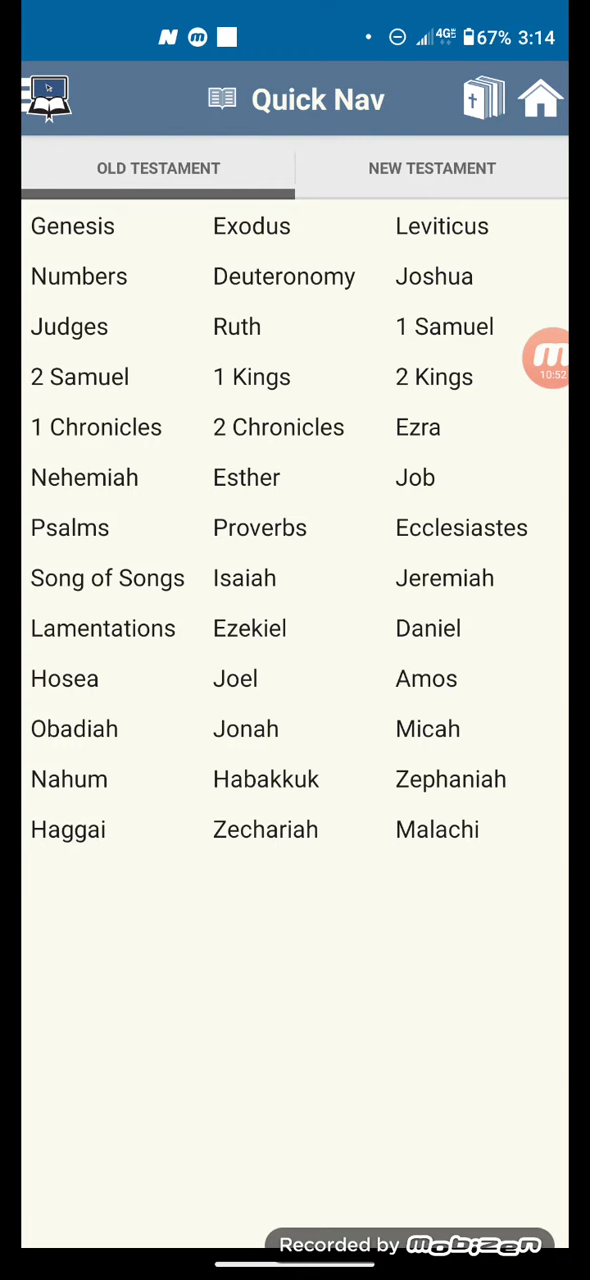 N m 4GE 67% 3:14
Quick Nav
OLD TESTAMENT NEW TESTAMENT
Genesis Exodus Leviticus
Numbers Deuteronomy Joshua
Judges Ruth 1 Samuel
2 Samuel 1 Kings 2 Kings
1 Chronicles 2 Chronicles Ezra
Nehemiah Esther Job
Psalms Proverbs Ecclesiastes
Song of Songs Isaiah Jeremiah
Lamentations Ezekiel Daniel
Hosea Joel Amos
Obadiah Jonah Micah
Nahum Habakkuk Zephaniah
Haggai Zechariah Malachi
m
10:52
Recorded by mobizen